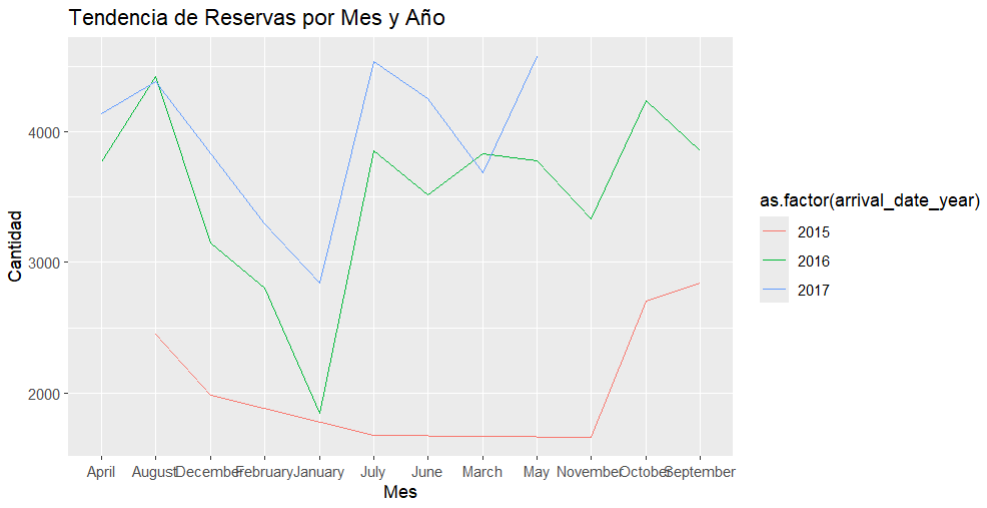 Tendencia de Reservas por Mes y Año
4000
3000
2000
Cantidad
April August December February January July June March May November October September
Mes
as.factor(arrival_date_year)
2015
2016
2017